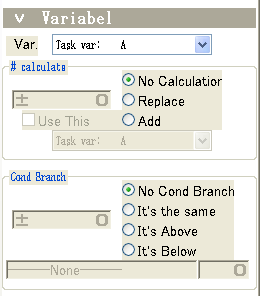 Variabel
Var. Task var: A
# calculate
No Calculation
± 0 Replace
Use This Add
Task var: A
Cond Branch
No Cond Branch
± 0 It's the same
It's Above
It's Below
None 0